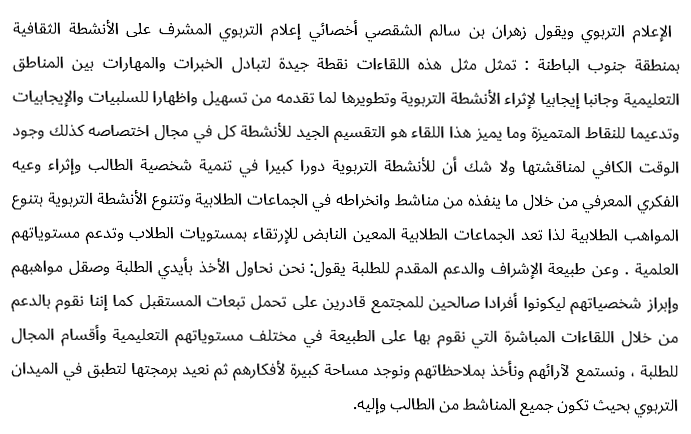 الإعلام التربوي ويقول زهران بن سالم الشقصي أخصائي إعلام التربوي المشرف على الأنشطة الثقافية
بمنطقة جنوب الباطنة : تمثل مثل هذه اللقاءات نقطة جيدة لتبادل الخبرات والمهارات بين المناطق
التعليمية وجانبا إيجابيا لإثراء الأنشطة التربوية وتطويرها لما تقدمه من تسهيل واظهارا للسلبيات والإيجابيات
وتدعيما للنقاط المتميزة وما يميز هذا اللقاء هو التقسيم الجيد للأنشطة كل في مجال اختصاصه كذلك وجود
الوقت الكافي لمناقشتها ولا شك أن للأنشطة التربوية دورا كبيرا في تنمية شخصية الطالب وإثراء وعيه
الفكري المعرفي من خلال ما ينفذه من مناشط وانخراطه في الجماعات الطلابية وتتنوع الأنشطة التربوية بتنوع
المواهب الطلابية لذا تعد الجماعات الطلابية المعين النابض للإرتقاء بمستويات الطلاب وتدعم مستوياتهم
العلمية . وعن طبيعة الإشراف والدعم المقدم للطلبة يقول: نحن نحاول الأخذ بأيدي الطلبة وصقل مواهبهم
وإبراز شخصياتهم ليكونوا أفرادا صالحين للمجتمع قادرين على تحمل تبعات المستقبل كما إننا نقوم بالدعم
من خلال اللقاءات المباشرة التي نقوم بها على الطبيعة في مختلف مستوياتهم التعليمية وأقسام المجال
للطلبة ، ونستمع لآرائهم ونأخذ بملاحظاتهم ونوجد مساحة كبيرة لأفكارهم ثم نعيد برمجتها لتطبق في الميدان
التربوي بحيث تكون جميع المناشط من الطالب وإليه.